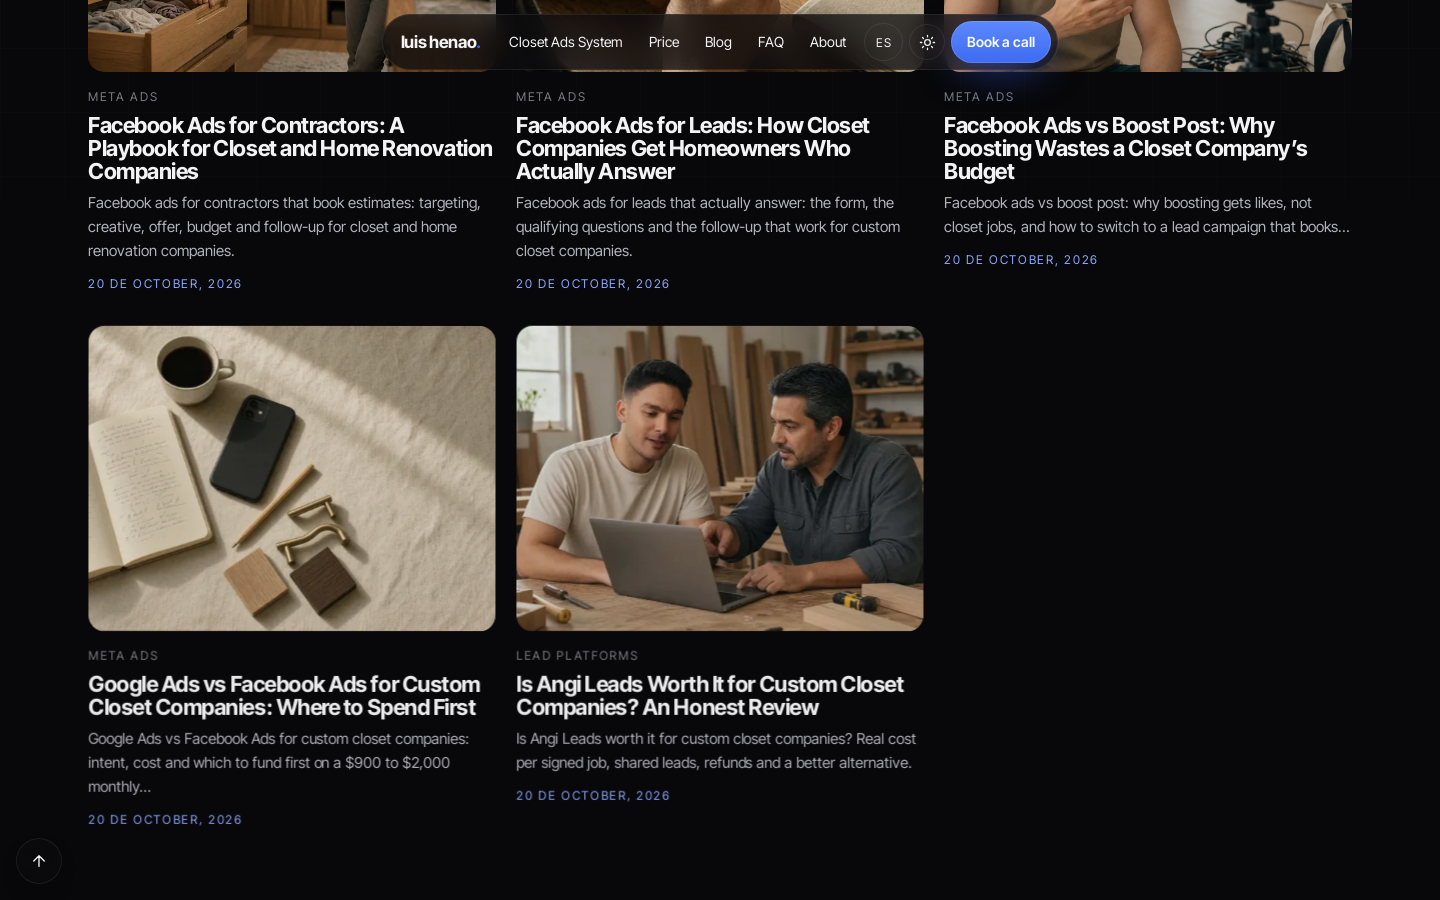 luis henao.
Closet Ads System
Price
Blog
FAQ
About
ES
Book a call
META ADS
Facebook Ads for Contractors: A
Playbook for Closet and Home Renovation
Companies
Facebook ads for contractors that book estimates: targeting,
creative, offer, budget and follow-up for closet and home
renovation companies.
20 DE OCTOBER, 2026
META ADS
Facebook Ads for Leads: How Closet
Companies Get Homeowners Who
Actually Answer
Facebook ads for leads that actually answer: the form, the
qualifying questions and the follow-up that work for custom
closet companies.
20 DE OCTOBER, 2026
META ADS
Facebook Ads vs Boost Post: Why
Boosting Wastes a Closet Company’s
Budget
Facebook ads vs boost post: why boosting gets likes, not
closet jobs, and how to switch to a lead campaign that books...
20 DE OCTOBER, 2026
META ADS
Google Ads vs Facebook Ads for Custom
Closet Companies: Where to Spend First
Google Ads vs Facebook Ads for custom closet companies:
intent, cost and which to fund first on a $900 to $2,000
monthly...
20 DE OCTOBER, 2026
LEAD PLATFORMS
Is Angi Leads Worth It for Custom Closet
Companies? An Honest Review
Is Angi Leads worth it for custom closet companies? Real cost
per signed job, shared leads, refunds and a better alternative.
20 DE OCTOBER, 2026